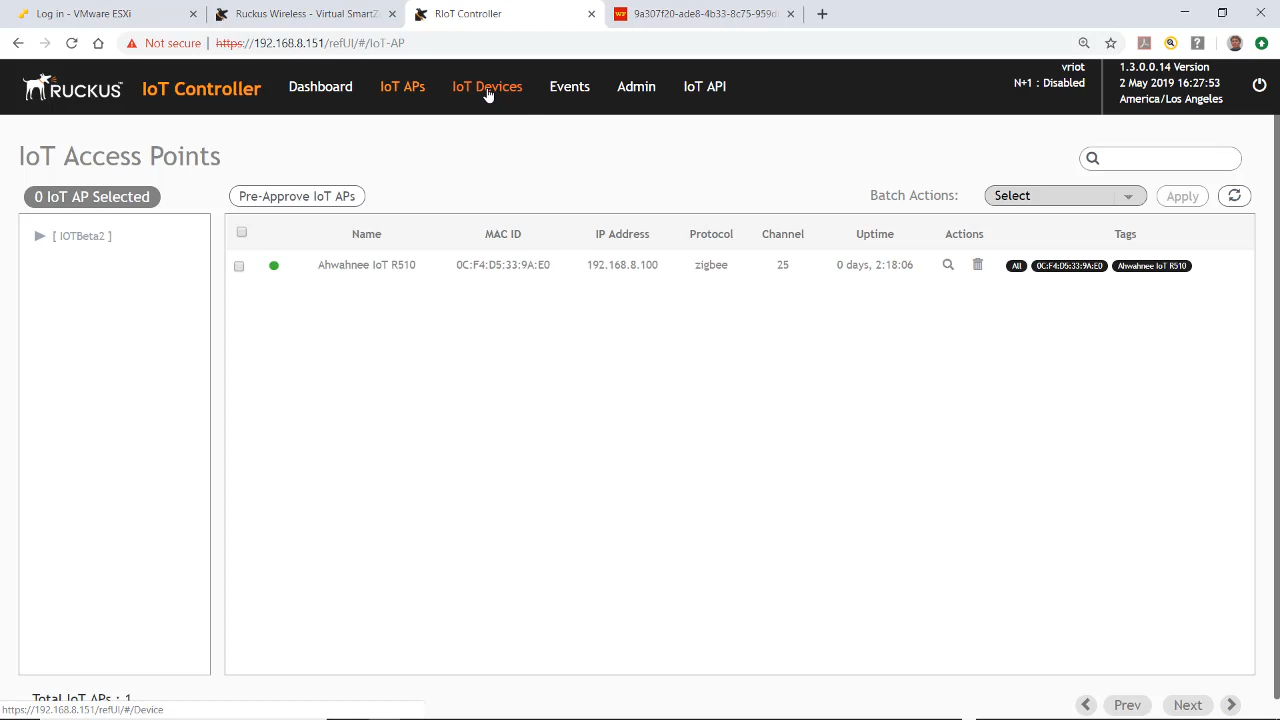 Log in - VMware ESXi
Ruckus Wireless - Virtual SmartZ
RIoT Controller
9a307f20-ade8-4b33-8c75-959d
Not secure
https://192.168.8.151/refUI/#/IoT-AP
RUCKUS™ IoT Controller
Dashboard
IoT APs
IoT Devices
Events
Admin
IoT API
vriot
N+1 : Disabled
1.3.0.0.14 Version
2 May 2019 16:27:53
America/Los Angeles
IoT Access Points
0 IoT AP Selected
Pre-Approve IoT APs
Batch Actions:
Select
Apply
[ IOTBeta2 ]
Name MAC ID IP Address Protocol Channel Uptime Actions Tags
Ahwahnee IoT R510 0C:F4:D5:33:9A:E0 192.168.8.100 zigbee 25 0 days, 2:18:06 All 0C:F4:D5:33:9A:E0 Ahwahnee IoT R510
Total IoT APs : 1
https://192.168.8.151/refUI/#/Device
Prev
Next